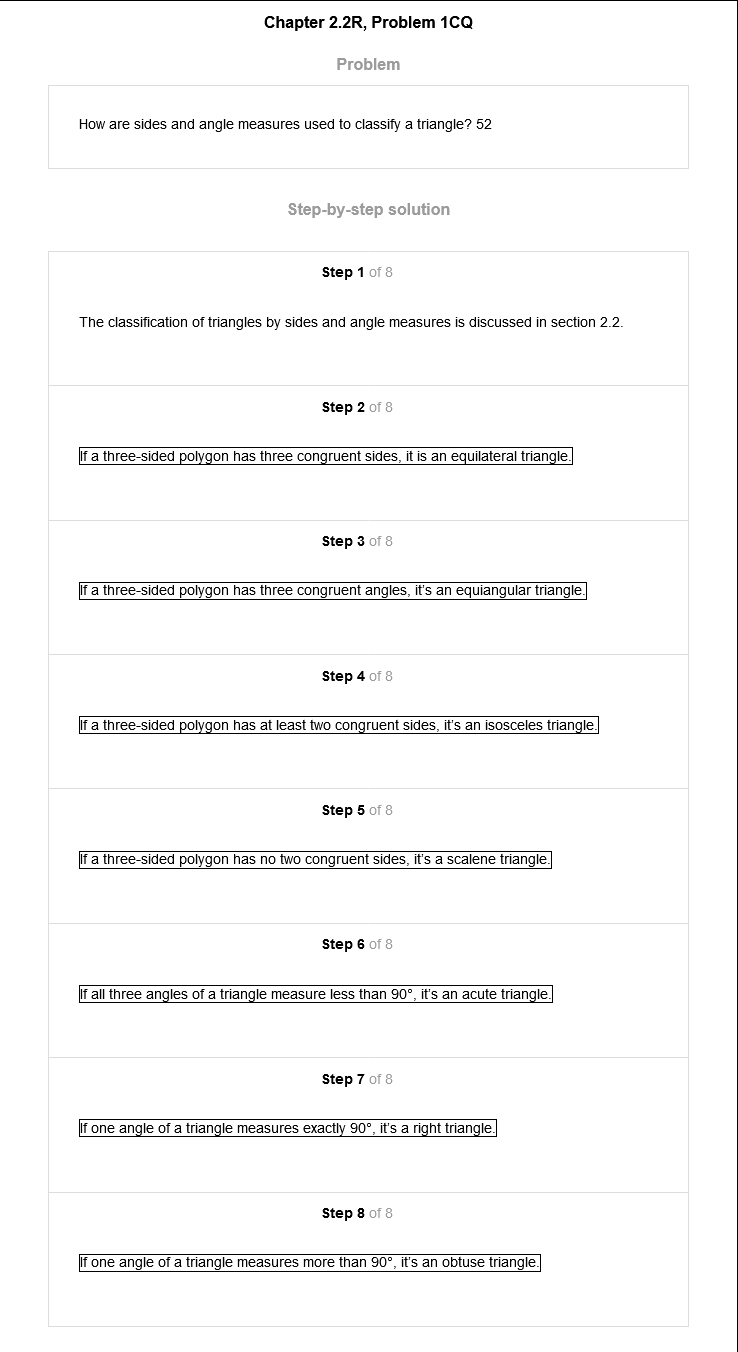 Chapter 2.2R, Problem 1CQ
Problem
How are sides and angle measures used to classify a triangle? 52
Step-by-step solution
Step 1 of 8
The classification of triangles by sides and angle measures is discussed in section 2.2.
Step 2 of 8
If a three-sided polygon has three congruent sides, it is an equilateral triangle.
Step 3 of 8
If a three-sided polygon has three congruent angles, it's an equiangular triangle.
Step 4 of 8
If a three-sided polygon has at least two congruent sides, it's an isosceles triangle.
Step 5 of 8
If a three-sided polygon has no two congruent sides, it's a scalene triangle.
Step 6 of 8
If all three angles of a triangle measure less than 90°, it's an acute triangle.
Step 7 of 8
If one angle of a triangle measures exactly 90°, it's a right triangle.
Step 8 of 8
If one angle of a triangle measures more than 90°, it's an obtuse triangle.